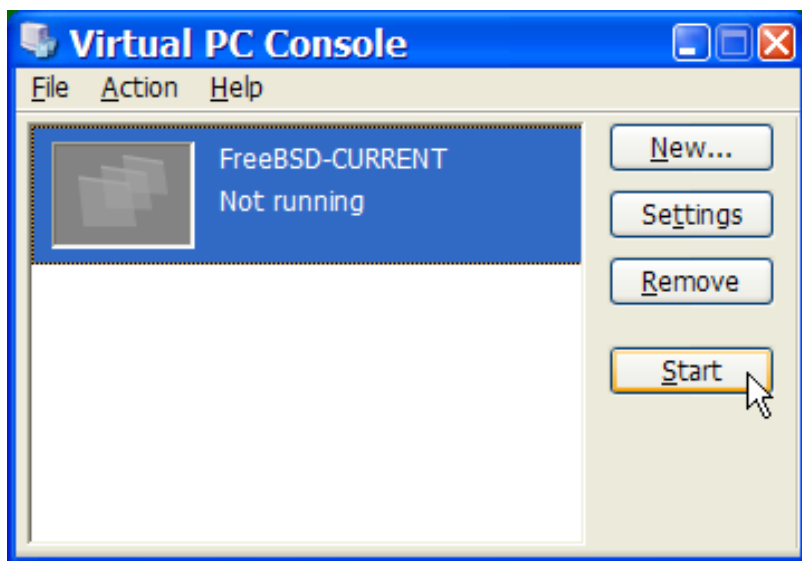 Virtual PC Console
File Action Help
FreeBSD-CURRENT
Not running
New...
Settings
Remove
Start